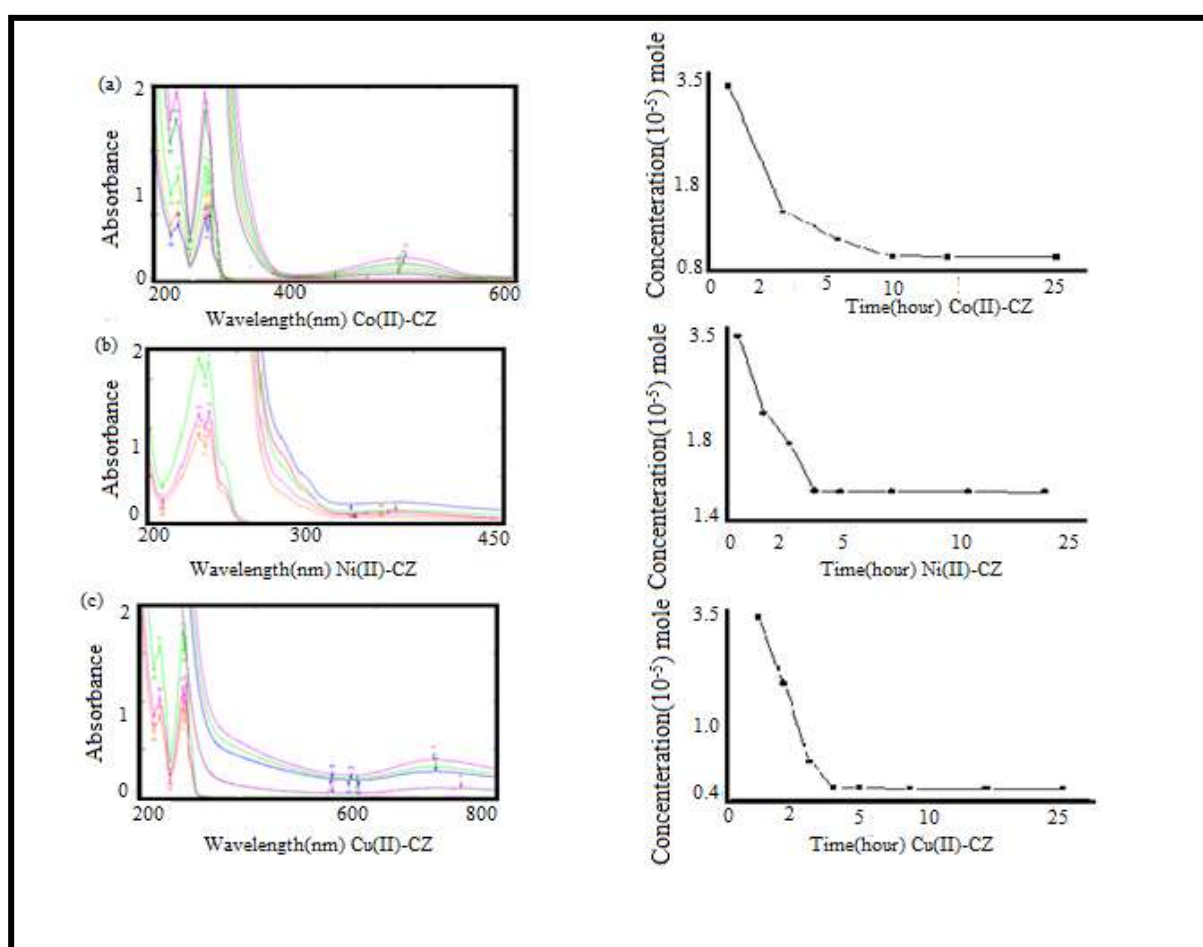 (a)
2
1
0
Absorbance
200
400
600
Wavelength(nm) Co(II)-CZ
3.5
1.8
0.8
Concenteration(10⁻⁵) mole
0
2
5
10
25
Time(hour) Co(II)-CZ
(b)
2
1
0
Absorbance
200
300
450
Wavelength(nm) Ni(II)-CZ
3.5
1.8
1.4
Concenteration(10⁻⁵) mole
0
2
5
10
25
Time(hour) Ni(II)-CZ
(c)
2
1
0
Absorbance
200
600
800
Wavelength(nm) Cu(II)-CZ
3.5
1.0
0.4
Concenteration(10⁻⁵) mole
0
2
5
10
25
Time(hour) Cu(II)-CZ